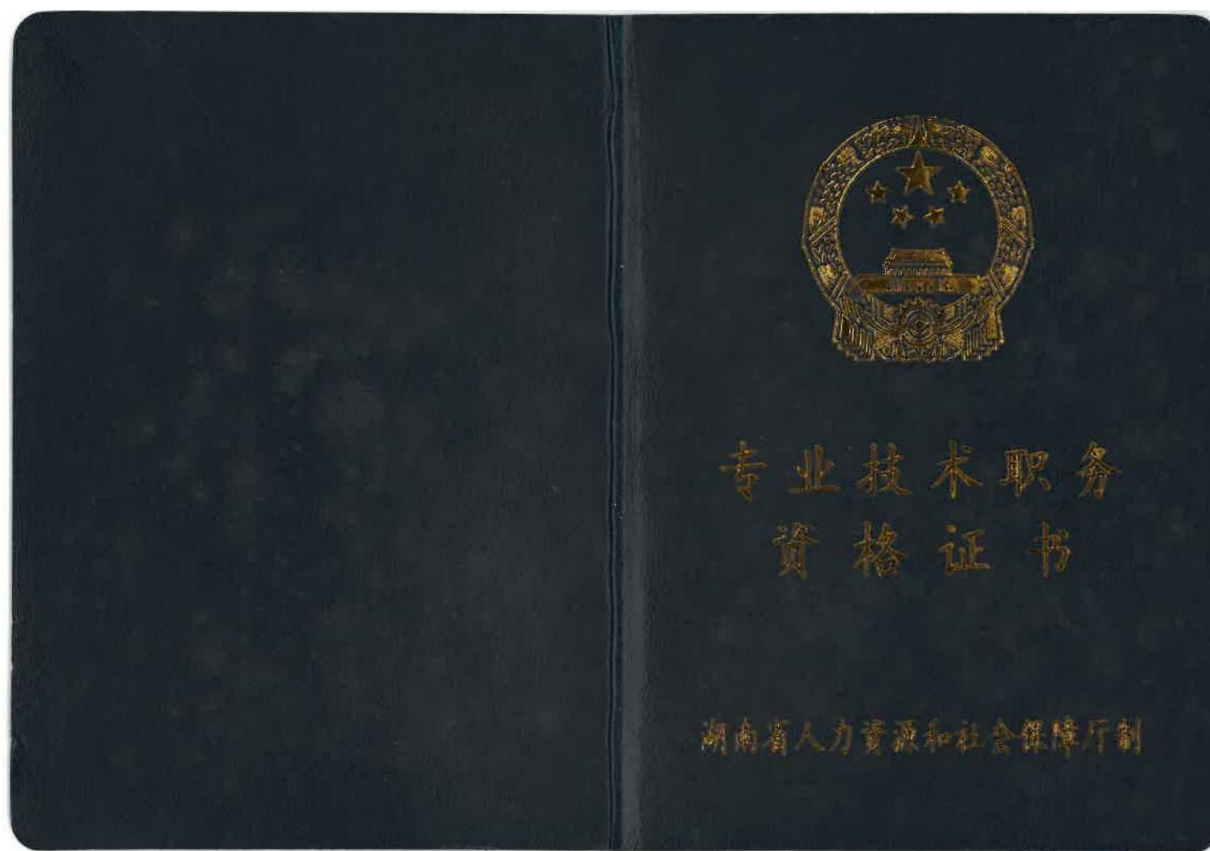 专业技术职务
资格证书
湖南省人力资源和社会保障厅制